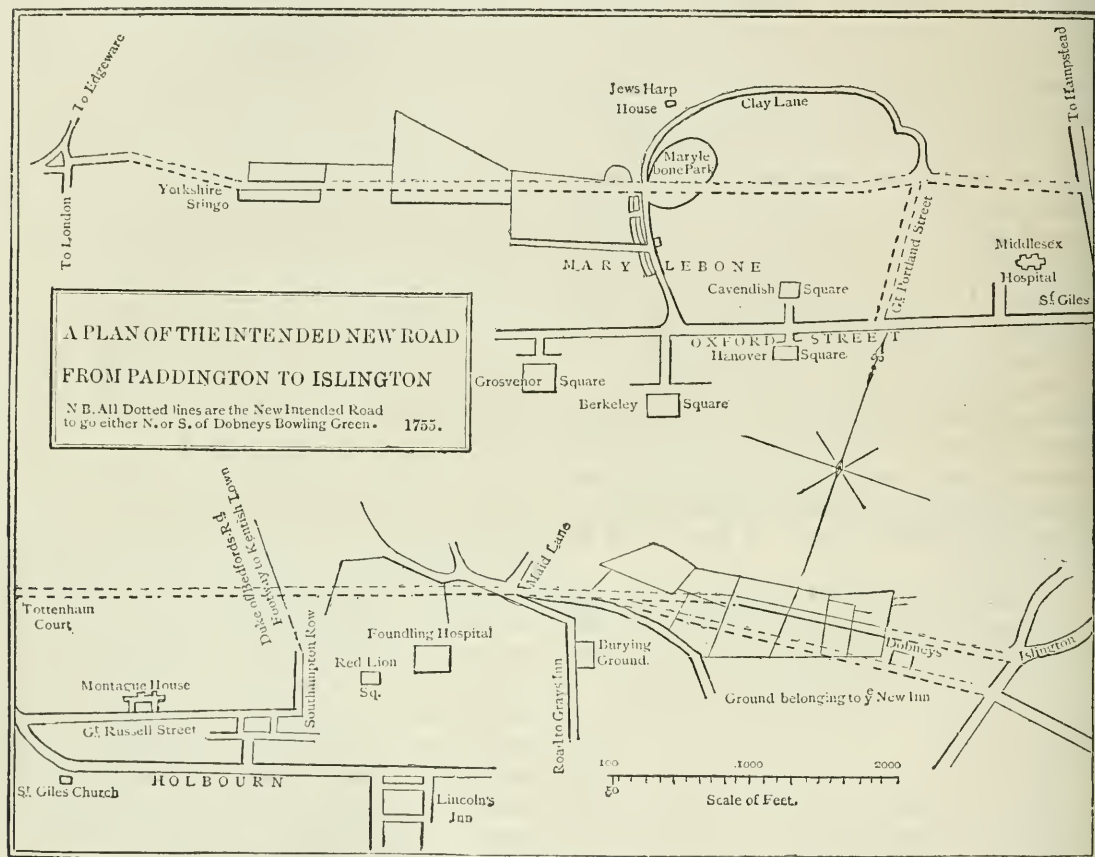 To Edgeware
To London
Yorkshire
Stingo
Jews Harp
House
Clay Lane
Maryle
bone Park
To Hampstead
MARY LEBONE
Gt. Portland Street
Middlesex
Hospital
St. Giles
Cavendish Square
OXFORD STREET
Hanover Square
Grosvenor Square
Berkeley Square
A PLAN OF THE INTENDED NEW ROAD
FROM PADDINGTON TO ISLINGTON
N B. All Dotted lines are the New Intended Road
to go either N. or S. of Dobneys Bowling Green. 1755.
Duke of Bedfords Rd.
Footway to Kentish Town
Maid Lane
Tottenham
Court
Southampton Row
Foundling Hospital
Red Lion
Sq.
Burying
Ground.
Dobneys
Islington
Montague House
Gt. Russell Street
Road to Grays Inn
Ground belonging to ye New Inn
HOLBOURN
St. Giles Church
Lincoln's
Inn
100 1000 2000
50
Scale of Feet.